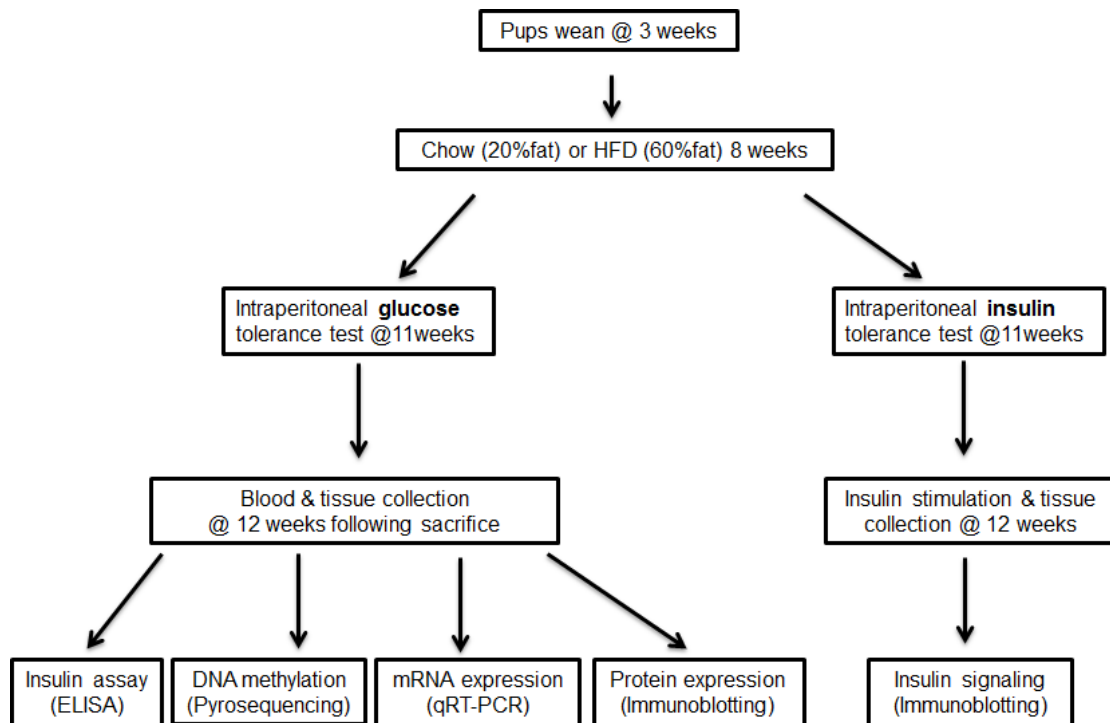 Pups wean @ 3 weeks
Chow (20%fat) or HFD (60%fat) 8 weeks
Intraperitoneal glucose
tolerance test @11weeks
Intraperitoneal insulin
tolerance test @11weeks
Blood & tissue collection
@ 12 weeks following sacrifice
Insulin stimulation & tissue
collection @ 12 weeks
Insulin assay
(ELISA)
DNA methylation
(Pyrosequencing)
mRNA expression
(qRT-PCR)
Protein expression
(Immunoblotting)
Insulin signaling
(Immunoblotting)